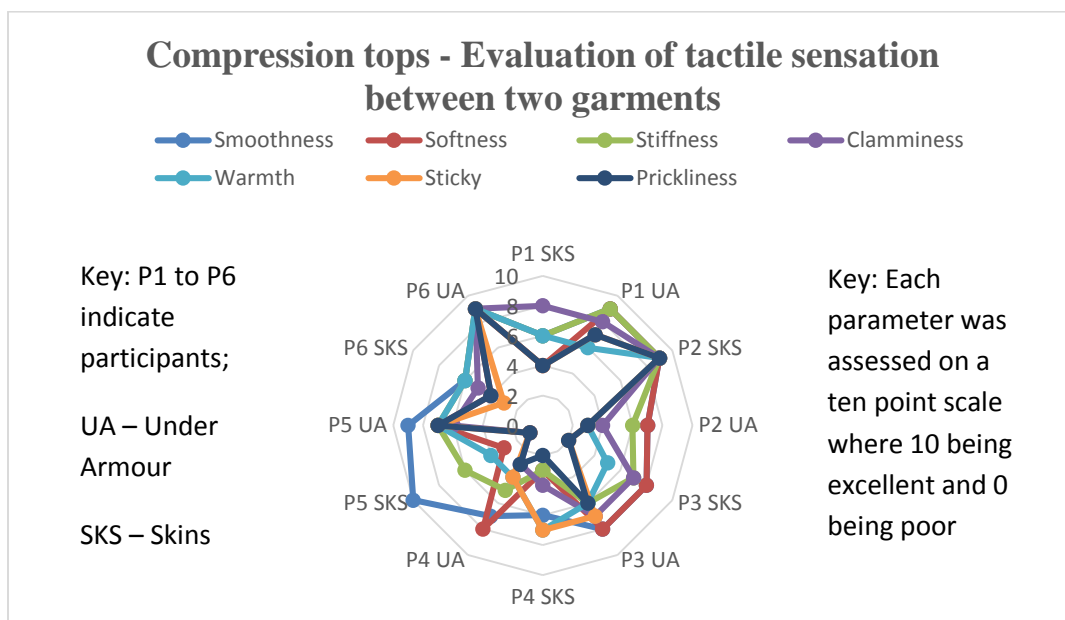 Compression tops - Evaluation of tactile sensation
between two garments
Smoothness Softness Stiffness Clamminess
Warmth Sticky Prickliness
Key: P1 to P6
indicate
participants;
UA – Under
Armour
SKS – Skins
P1 SKS
P1 UA
P2 SKS
P2 UA
P3 SKS
P3 UA
P4 SKS
P4 UA
P5 SKS
P5 UA
P6 SKS
P6 UA
10
8
6
4
2
0
Key: Each
parameter was
assessed on a
ten point scale
where 10 being
excellent and 0
being poor